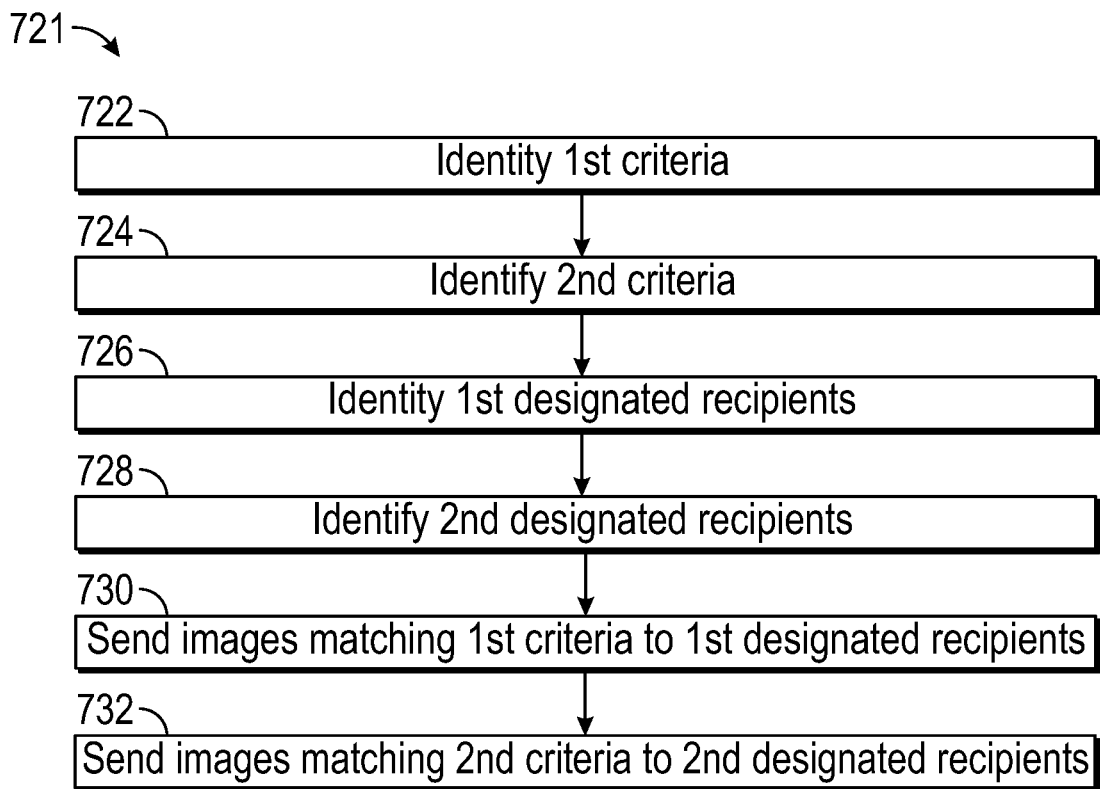 721
722
Identity 1st criteria
724
Identify 2nd criteria
726
Identity 1st designated recipients
728
Identify 2nd designated recipients
730
Send images matching 1st criteria to 1st designated recipients
732
Send images matching 2nd criteria to 2nd designated recipients